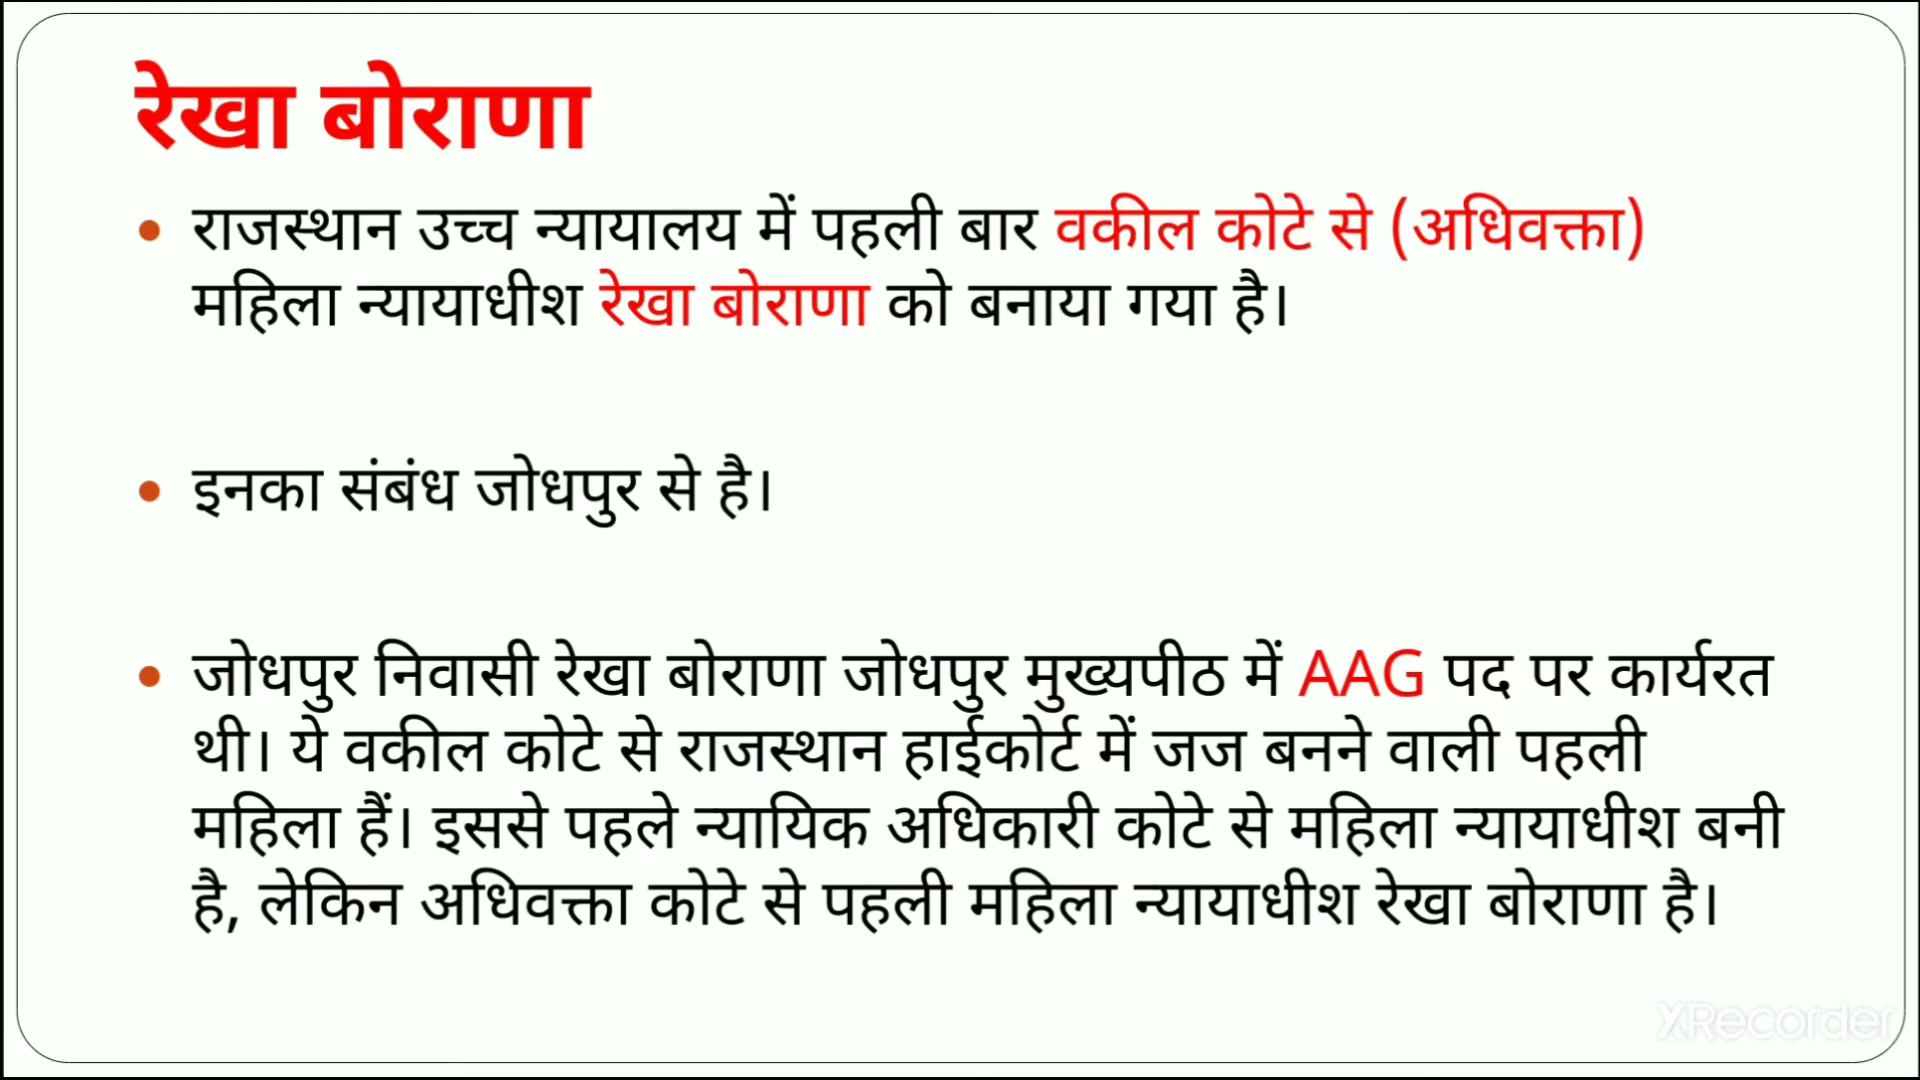 रेखा बोराणा
• राजस्थान उच्च न्यायालय में पहली बार वकील कोटे से (अधिवक्ता)
महिला न्यायाधीश रेखा बोराणा को बनाया गया है।
• इनका संबंध जोधपुर से है।
• जोधपुर निवासी रेखा बोराणा जोधपुर मुख्यपीठ में AAG पद पर कार्यरत
थी। ये वकील कोटे से राजस्थान हाईकोर्ट में जज बनने वाली पहली
महिला हैं। इससे पहले न्यायिक अधिकारी कोटे से महिला न्यायाधीश बनी
है, लेकिन अधिवक्ता कोटे से पहली महिला न्यायाधीश रेखा बोराणा है।
XRecorder